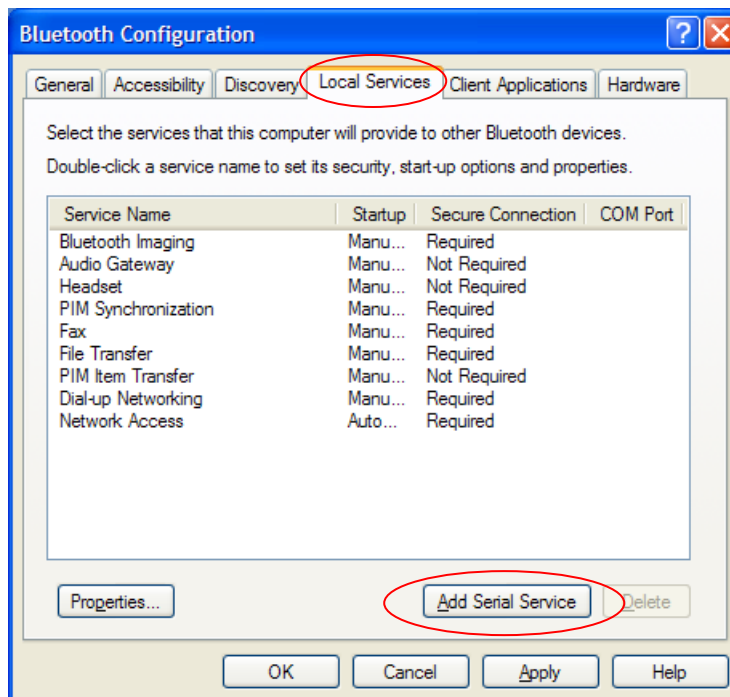 Bluetooth Configuration
?
General Accessibility Discovery Local Services Client Applications Hardware
Select the services that this computer will provide to other Bluetooth devices.
Double-click a service name to set its security, start-up options and properties.
Service Name Startup Secure Connection COM Port
Bluetooth Imaging Manu... Required
Audio Gateway Manu... Not Required
Headset Manu... Not Required
PIM Synchronization Manu... Required
Fax Manu... Required
File Transfer Manu... Required
PIM Item Transfer Manu... Not Required
Dial-up Networking Manu... Required
Network Access Auto... Required
Properties... Add Serial Service Delete
OK Cancel Apply Help